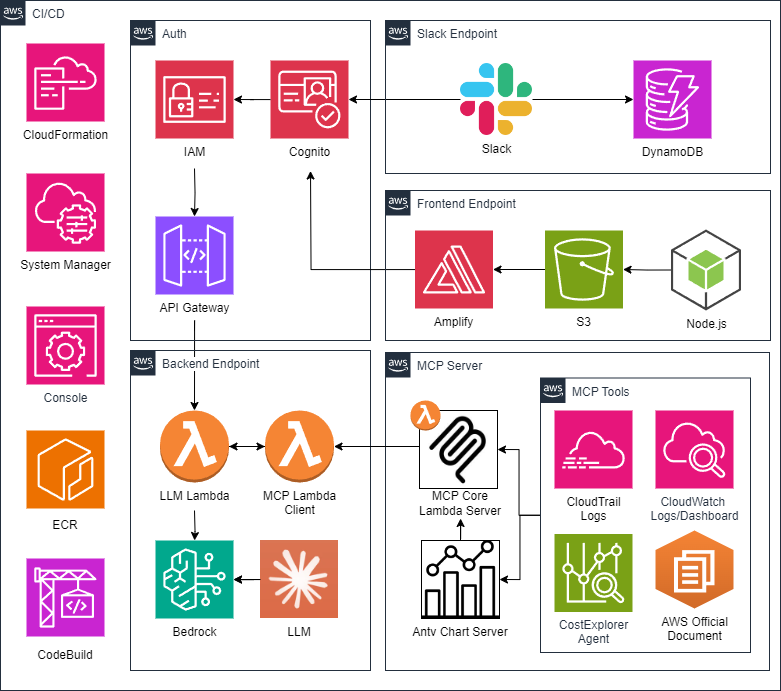 aws
CI/CD
CloudFormation
System Manager
Console
ECR
CodeBuild
aws
Auth
IAM
Cognito
API Gateway
aws
Slack Endpoint
Slack
DynamoDB
aws
Frontend Endpoint
Amplify
S3
Node.js
aws
Backend Endpoint
LLM Lambda
MCP Lambda
Client
Bedrock
LLM
aws
MCP Server
MCP Core
Lambda Server
Antv Chart Server
aws
MCP Tools
CloudTrail
Logs
CloudWatch
Logs/Dashboard
CostExplorer
Agent
AWS Official
Document